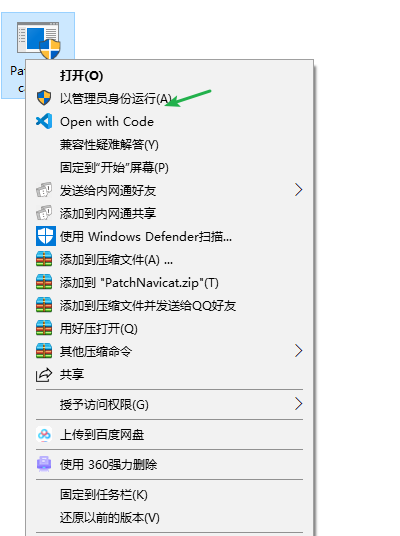 Pat
ca
打开(O)
以管理员身份运行(A)
Open with Code
兼容性疑难解答(Y)
固定到"开始"屏幕(P)
发送给内网通好友
添加到内网通共享
使用 Windows Defender扫描...
添加到压缩文件(A) ...
添加到 "PatchNavicat.zip"(T)
添加到压缩文件并发送给QQ好友
用好压打开(Q)
其他压缩命令
共享
授予访问权限(G)
上传到百度网盘
使用 360强力删除
固定到任务栏(K)
还原以前的版本(V)